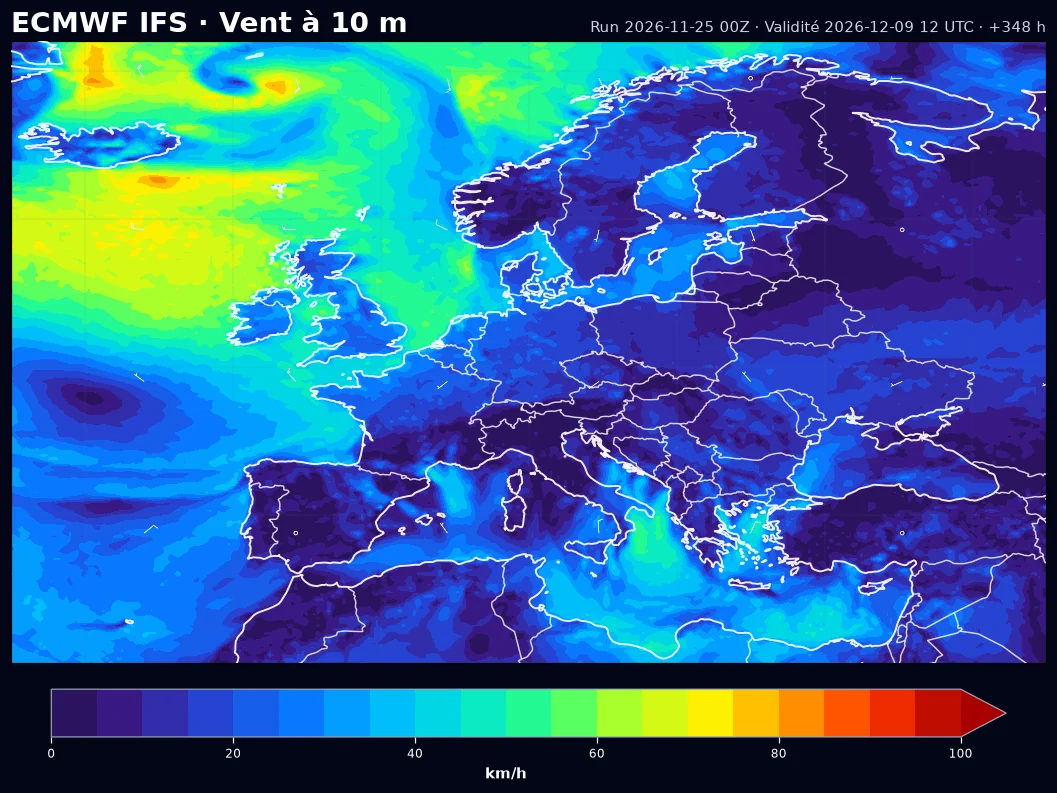 ECMWF IFS · Vent à 10 m
Run 2026-11-25 00Z · Validité 2026-12-09 12 UTC · +348 h
0 20 40 60 80 100
km/h